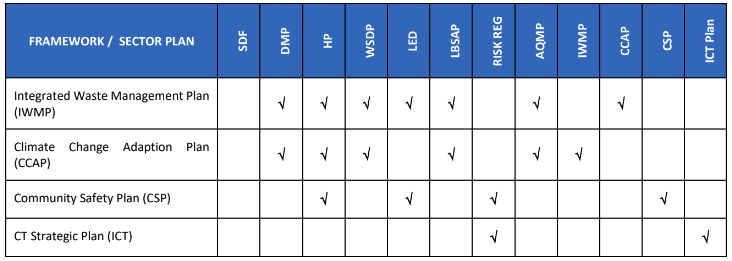 FRAMEWORK / SECTOR PLAN SDF DMP HP WSDP LED LBSAP RISK REG AQMP IWMP CCAP CSP ICT Plan
Integrated Waste Management Plan
(IWMP) √ √ √ √ √ √ √
Climate Change Adaption Plan
(CCAP) √ √ √ √ √ √
Community Safety Plan (CSP) √ √ √ √
CT Strategic Plan (ICT) √ √